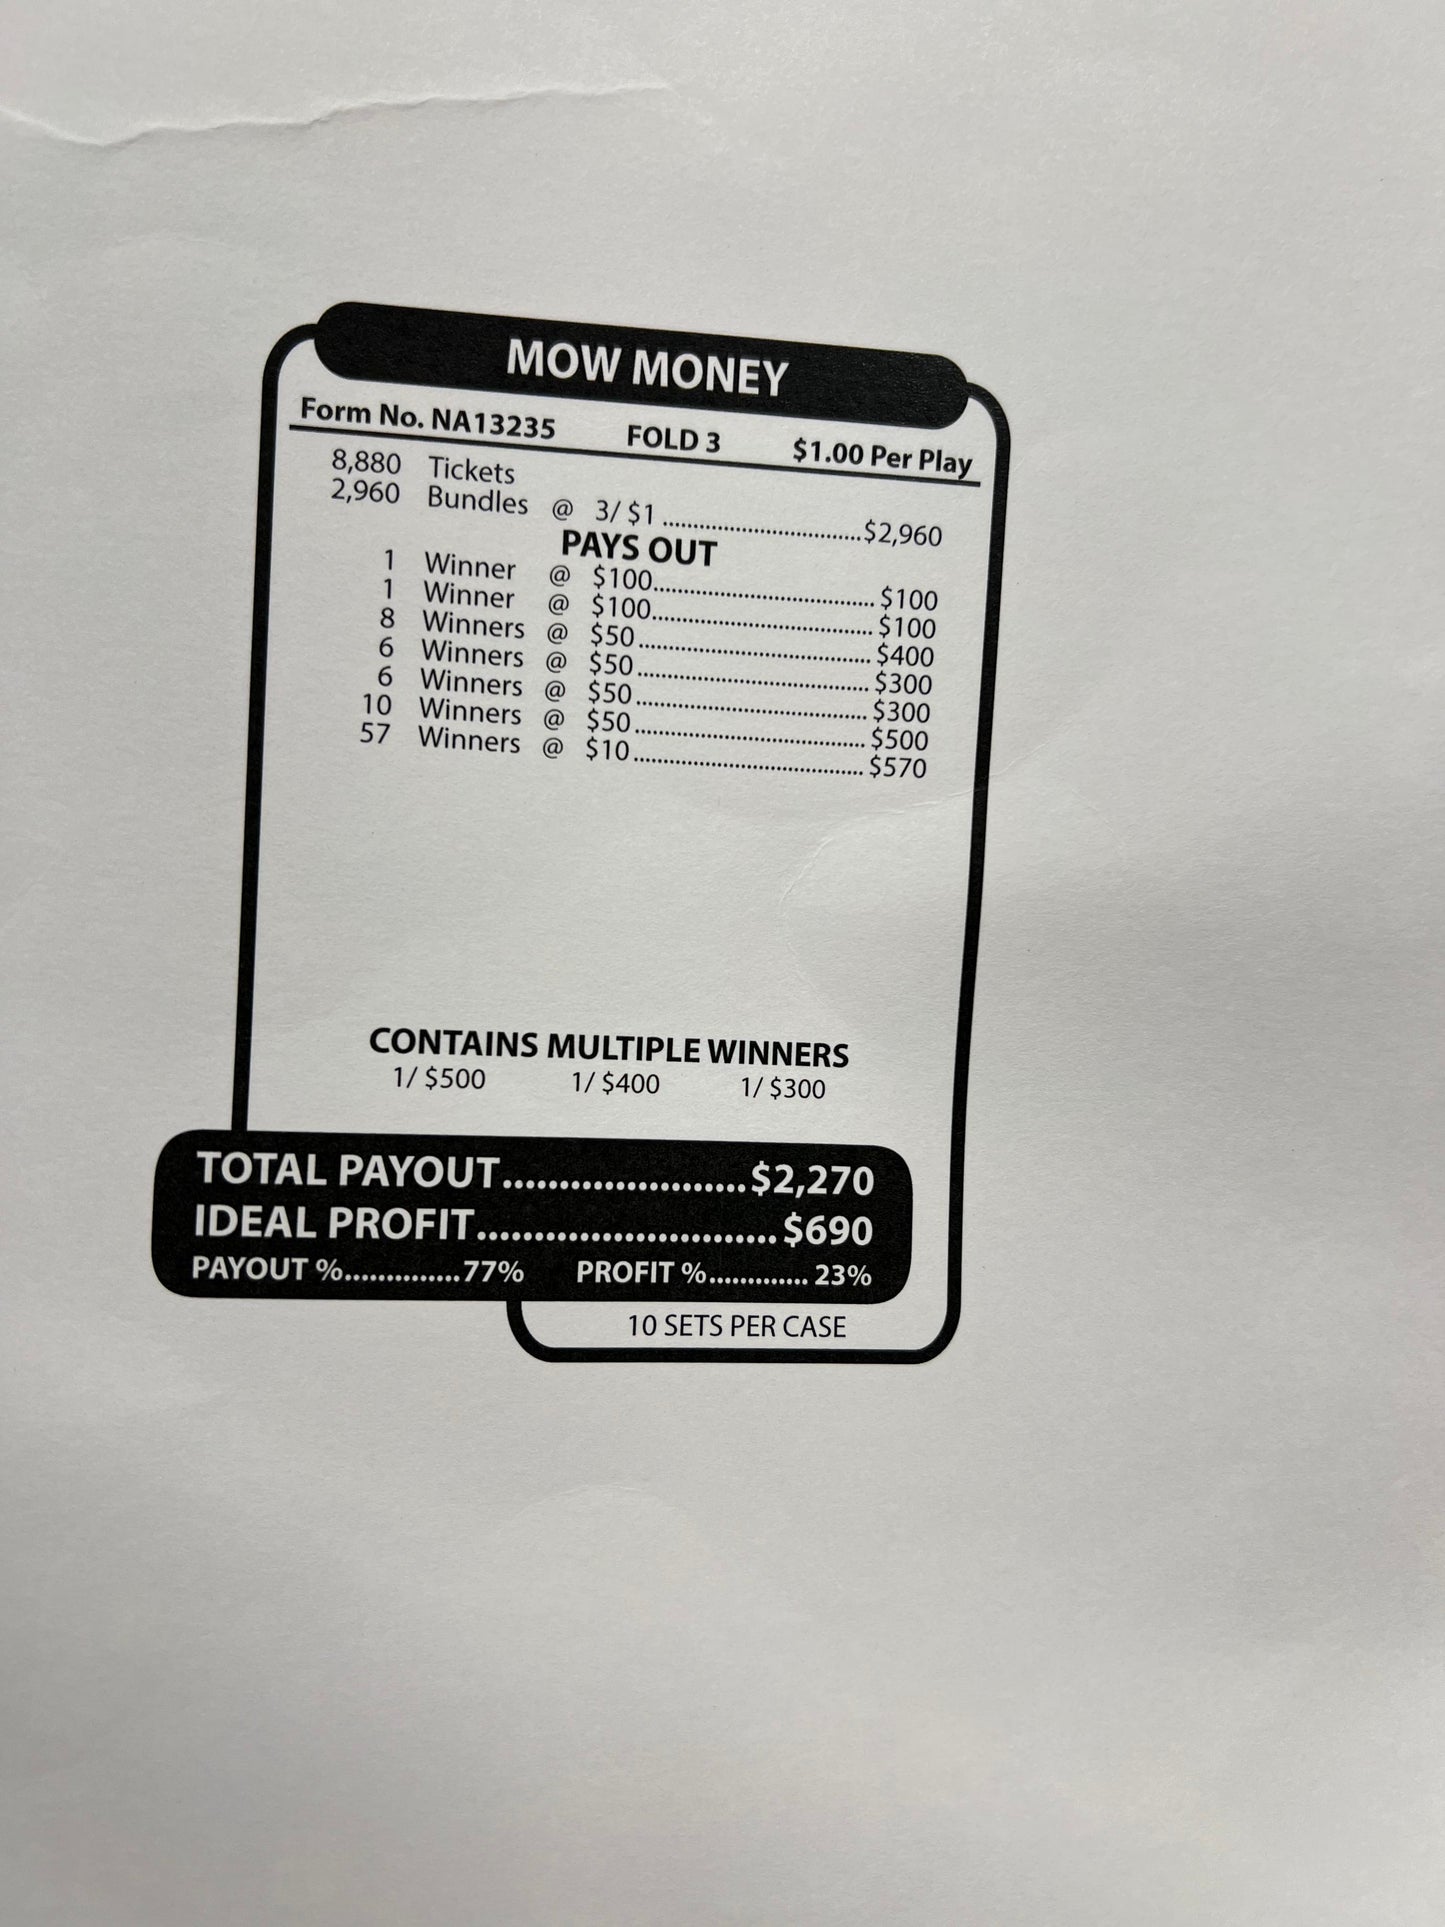 MOW MONEY
Form No. NA13235 FOLD 3 $1.00 Per Play
8,880 Tickets
2,960 Bundles @ 3/ $1 ................................. $2,960
PAYS OUT
1 Winner @ $100..................................... $100
1 Winner @ $100..................................... $100
8 Winners @ $50....................................... $400
6 Winners @ $50....................................... $300
6 Winners @ $50....................................... $300
10 Winners @ $50....................................... $500
57 Winners @ $10....................................... $570
CONTAINS MULTIPLE WINNERS
1/ $500 1/ $400 1/ $300
TOTAL PAYOUT...................... $2,270
IDEAL PROFIT........................... $690
PAYOUT %.............. 77% PROFIT %............. 23%
10 SETS PER CASE